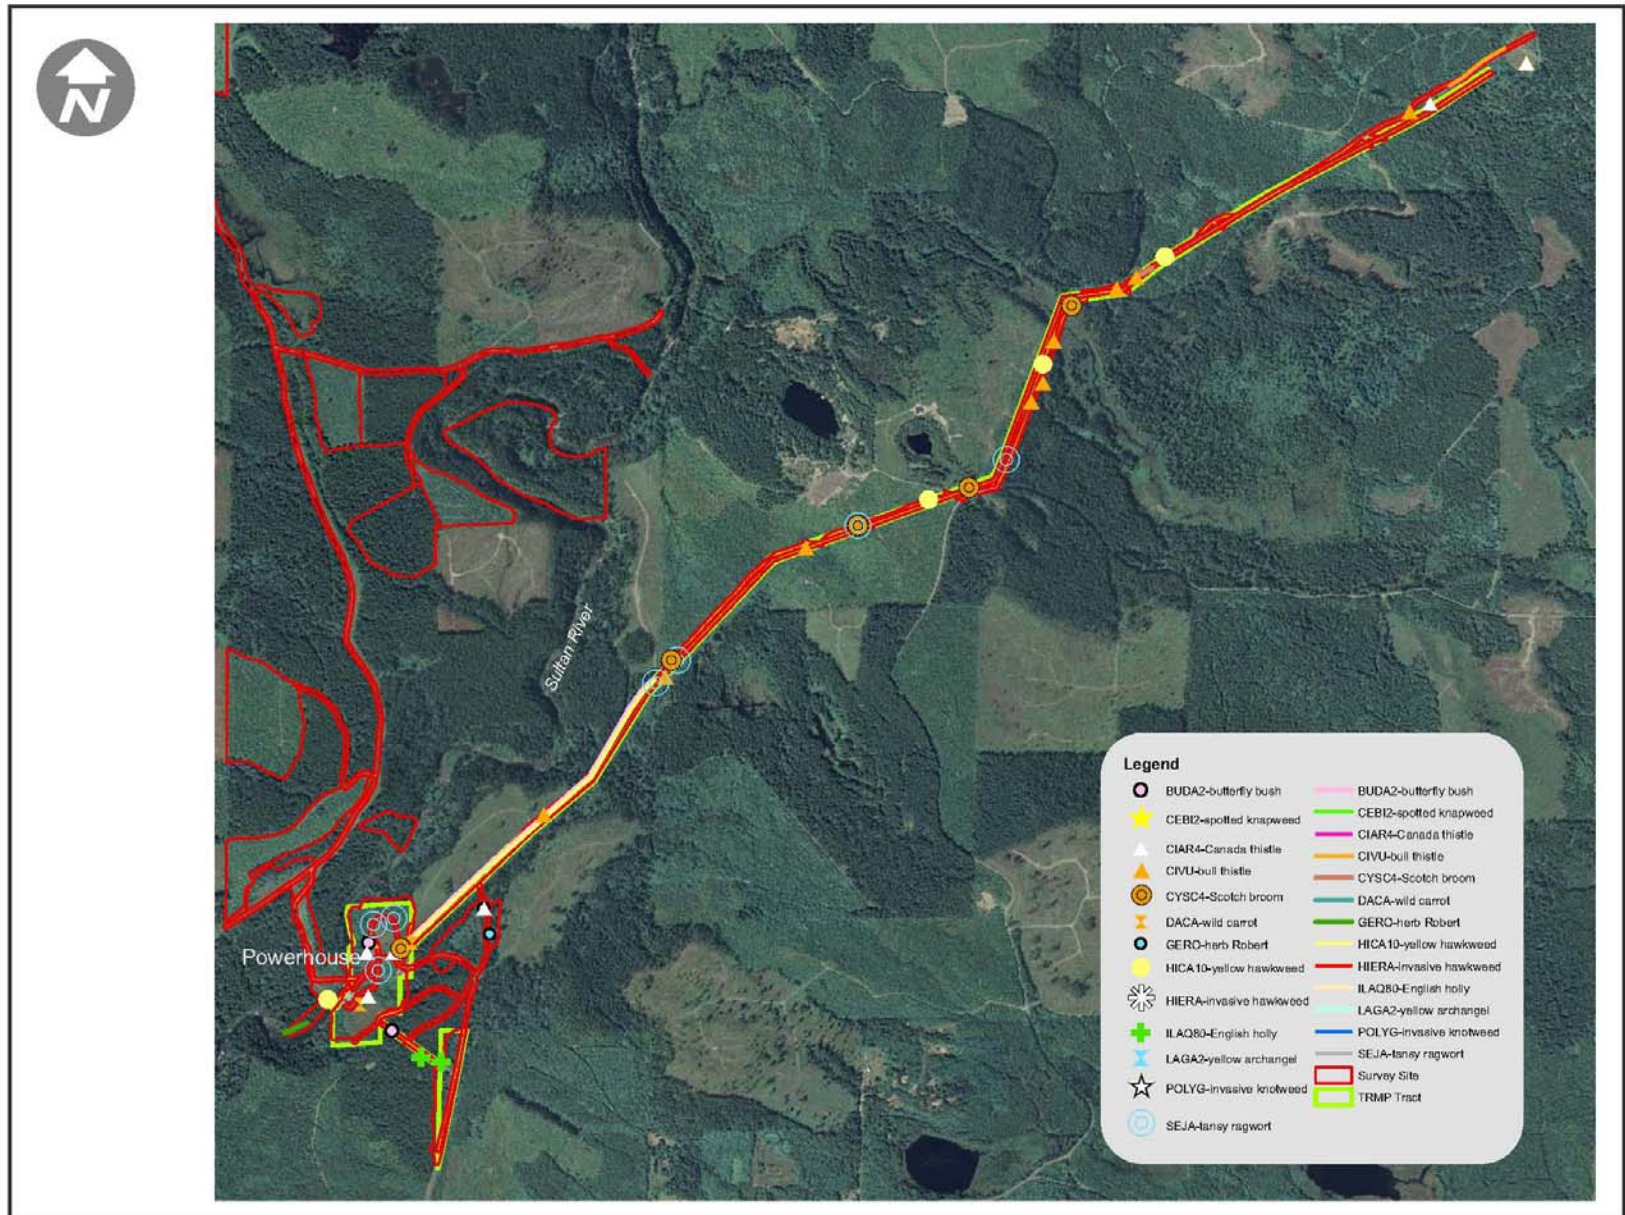 N
Sultan River
Powerhouse
Legend
BUDA2-butterfly bush
CEBI2-spotted knapweed
CIAR4-Canada thistle
CIVU-bull thistle
CYSC4-Scotch broom
DACA-wild carrot
GERO-herb Robert
HICA10-yellow hawkweed
HIERA-invasive hawkweed
ILAQ80-English holly
LAGA2-yellow archangel
POLYG-invasive knotweed
SEJA-tansy ragwort
BUDA2-butterfly bush
CEBI2-spotted knapweed
CIAR4-Canada thistle
CIVU-bull thistle
CYSC4-Scotch broom
DACA-wild carrot
GERO-herb Robert
HICA10-yellow hawkweed
HIERA-invasive hawkweed
ILAQ80-English holly
LAGA2-yellow archangel
POLYG-invasive knotweed
SEJA-tansy ragwort
Survey Site
TRMP Tract